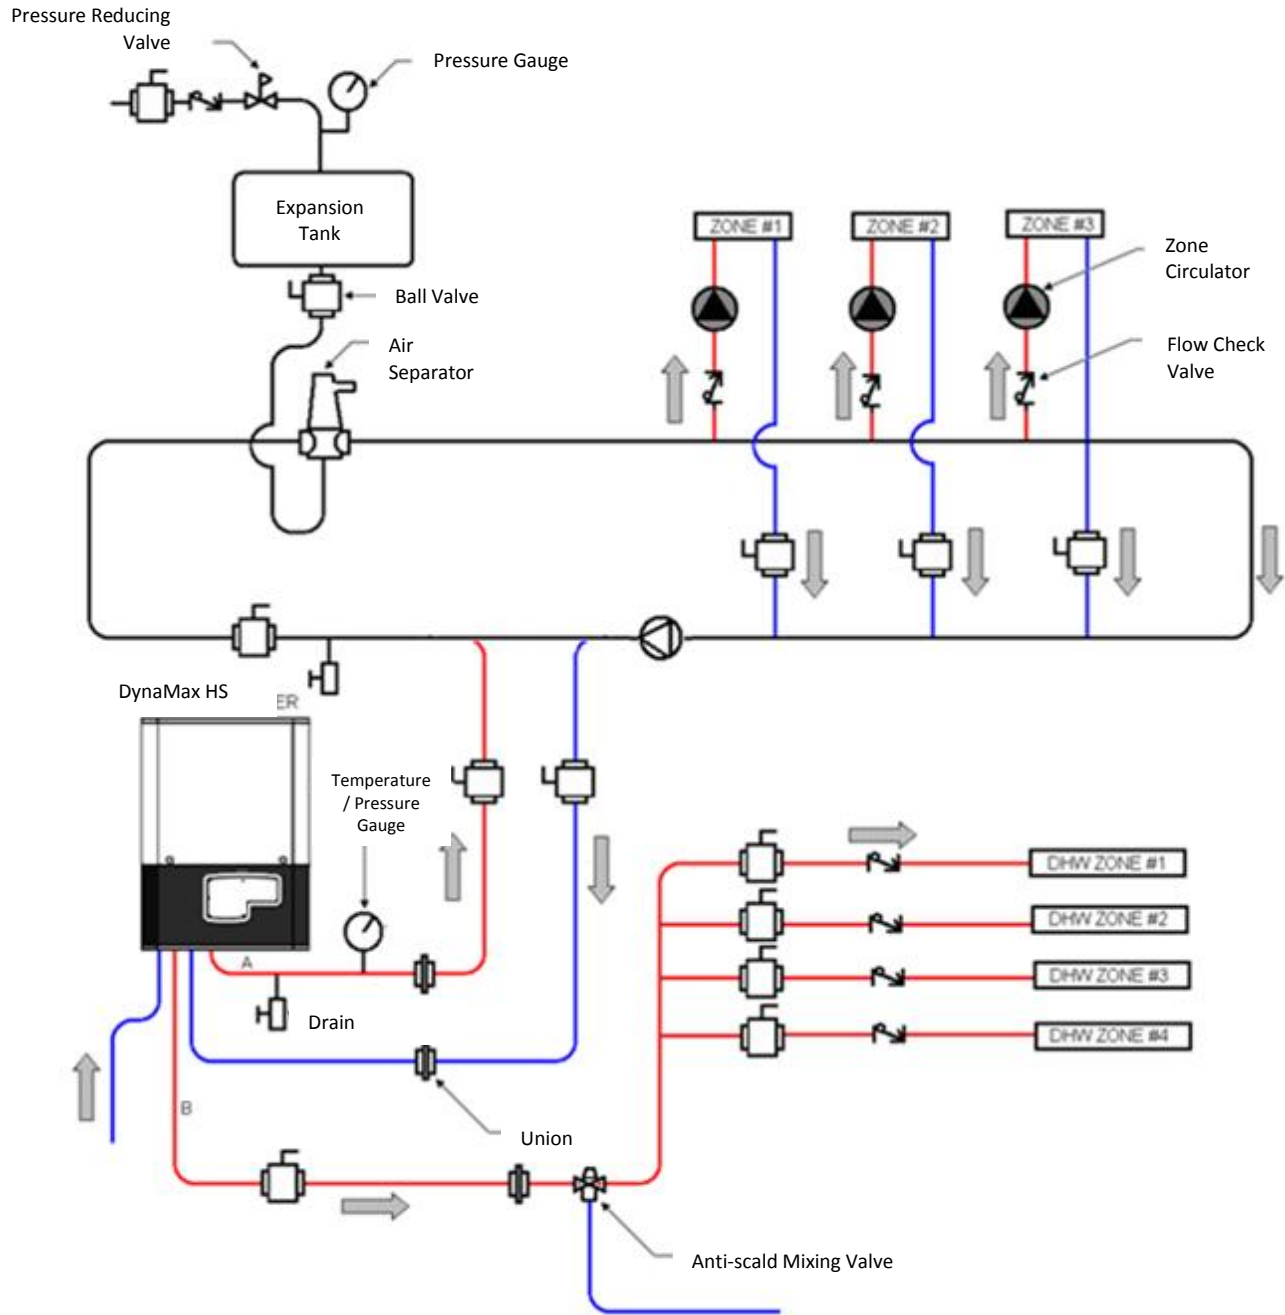 Pressure Reducing
Valve
Pressure Gauge
Expansion
Tank
ZONE #1
ZONE #2
ZONE #3
Zone
Circulator
Ball Valve
Air
Separator
Flow Check
Valve
DynaMax HS
ER
Temperature
/ Pressure
Gauge
DHW ZONE #1
DHW ZONE #2
A
DHW ZONE #3
Drain
DHW ZONE #4
B
Union
Anti-scald Mixing Valve